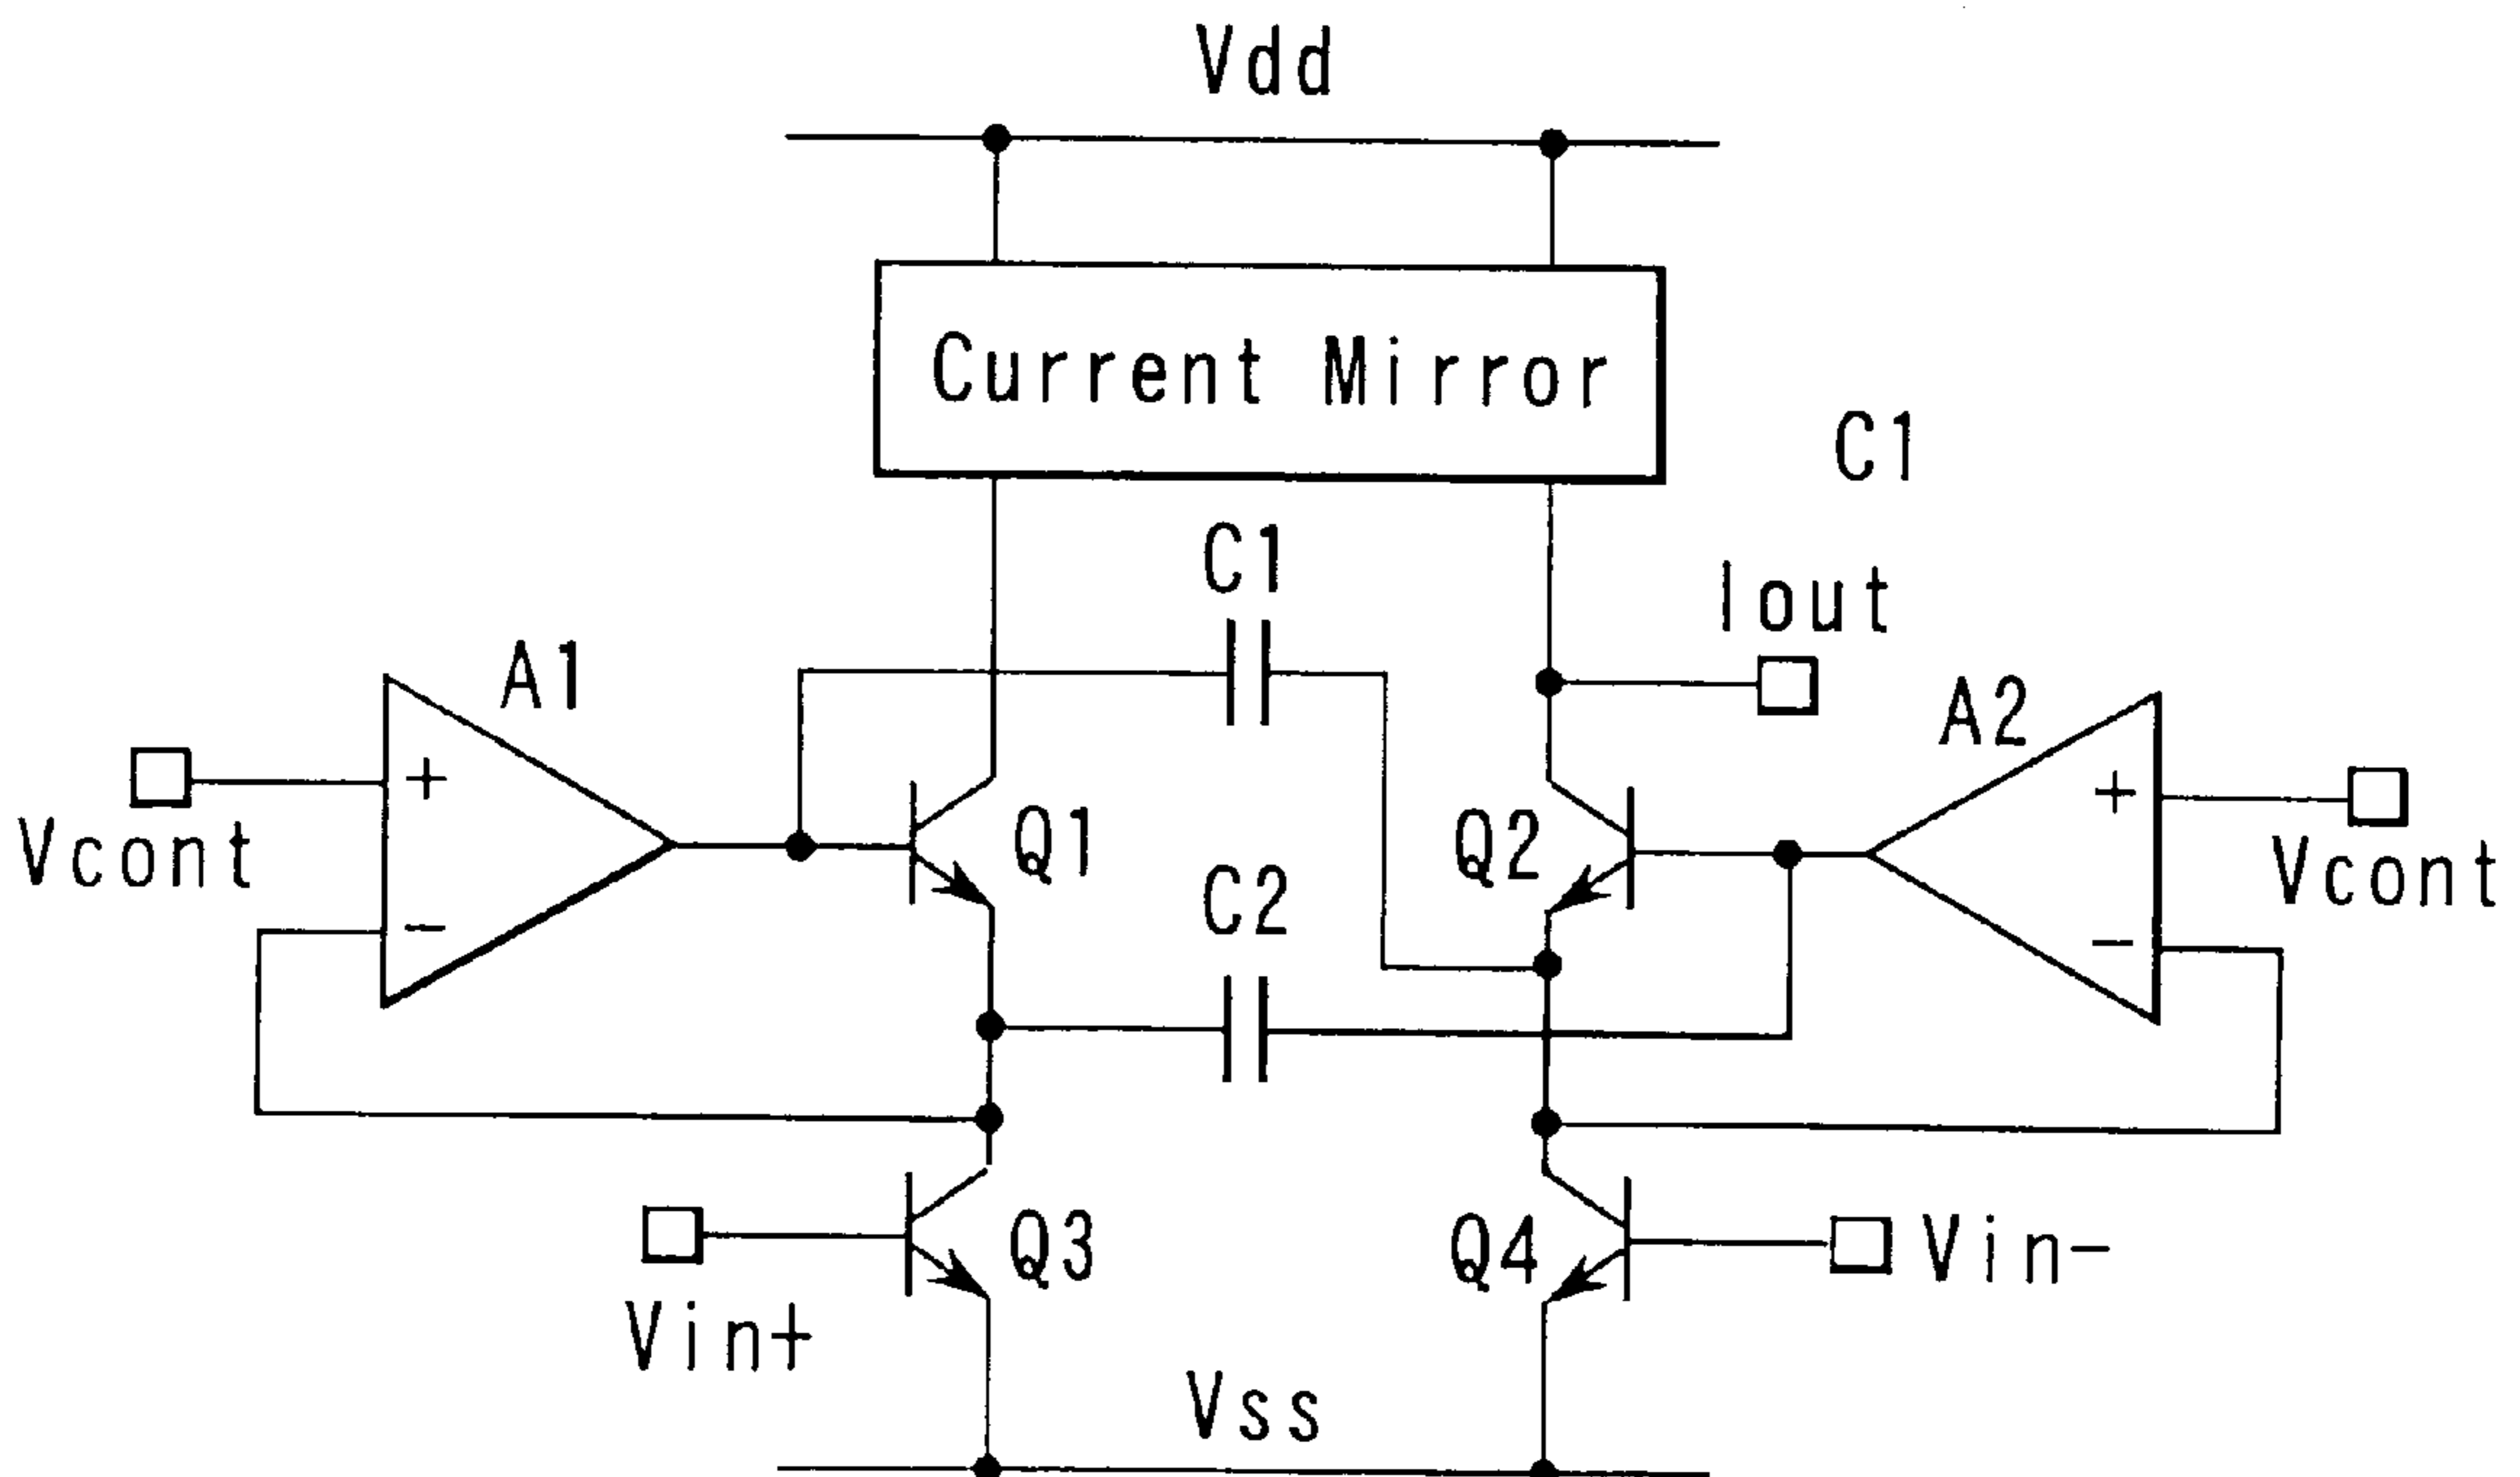 Vdd
Current Mirror
C1
C1
Iout
A1
A2
+
+
Vcont
Q1
Q2
Vcont
C2
-
-
Q3
Q4
Vin-
Vin+
Vss